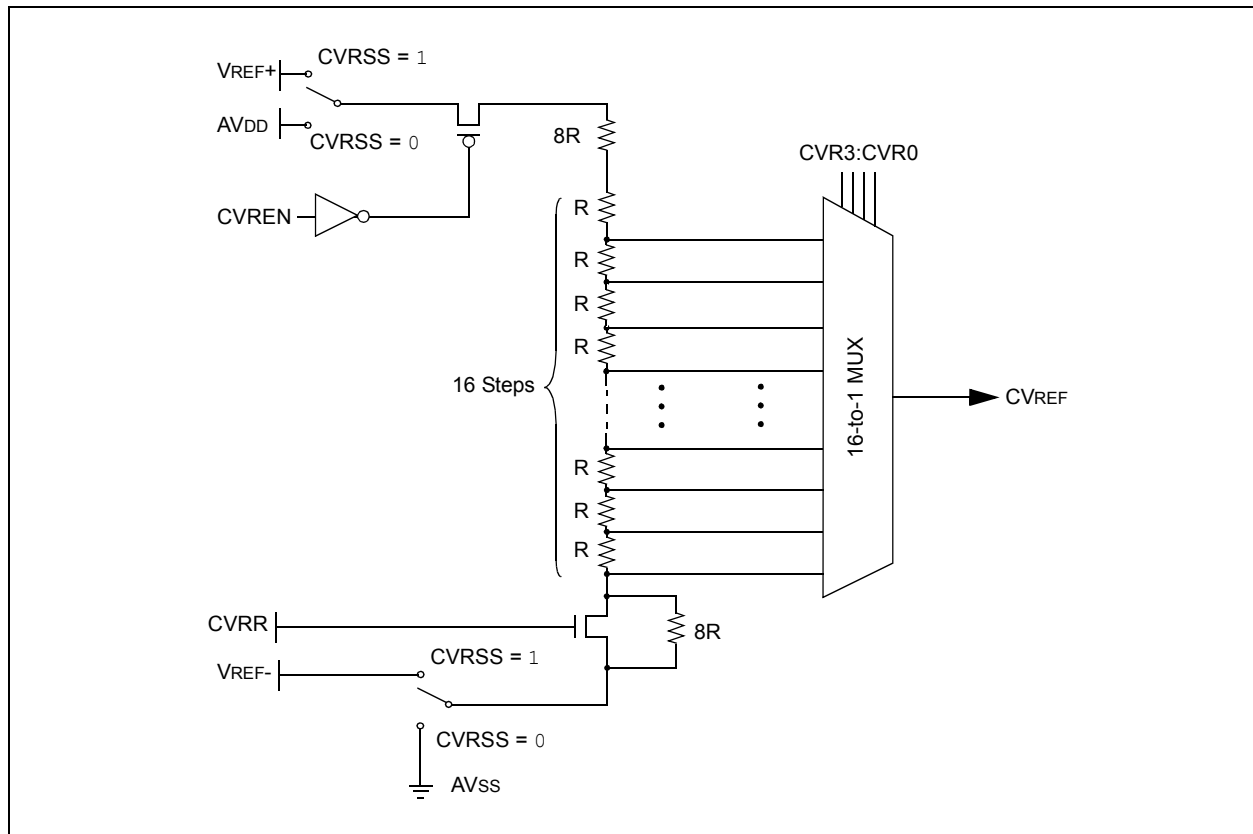 CVRSS = 1
VREF+
AVDD
CVRSS = 0
8R
CVR3:CVR0
CVREN
R
R
R
R
16 Steps
16-to-1 MUX
CVREF
R
R
R
CVRR
8R
CVRSS = 1
VREF-
CVRSS = 0
AVSS